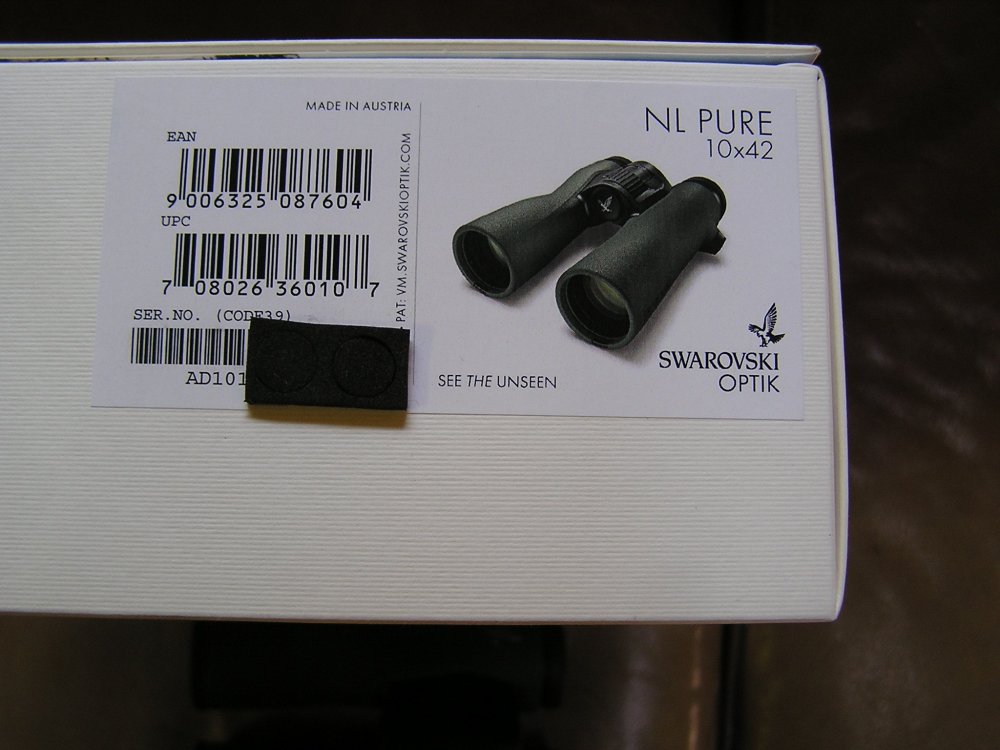 MADE IN AUSTRIA
EAN
9 006325 087604
UPC
7 08026 36010 7
SER.NO. (CODE39)
AD101
PAT: VM.SWAROVSKIOPTIK.COM
NL PURE
10x42
SEE THE UNSEEN
SWAROVSKI
OPTIK